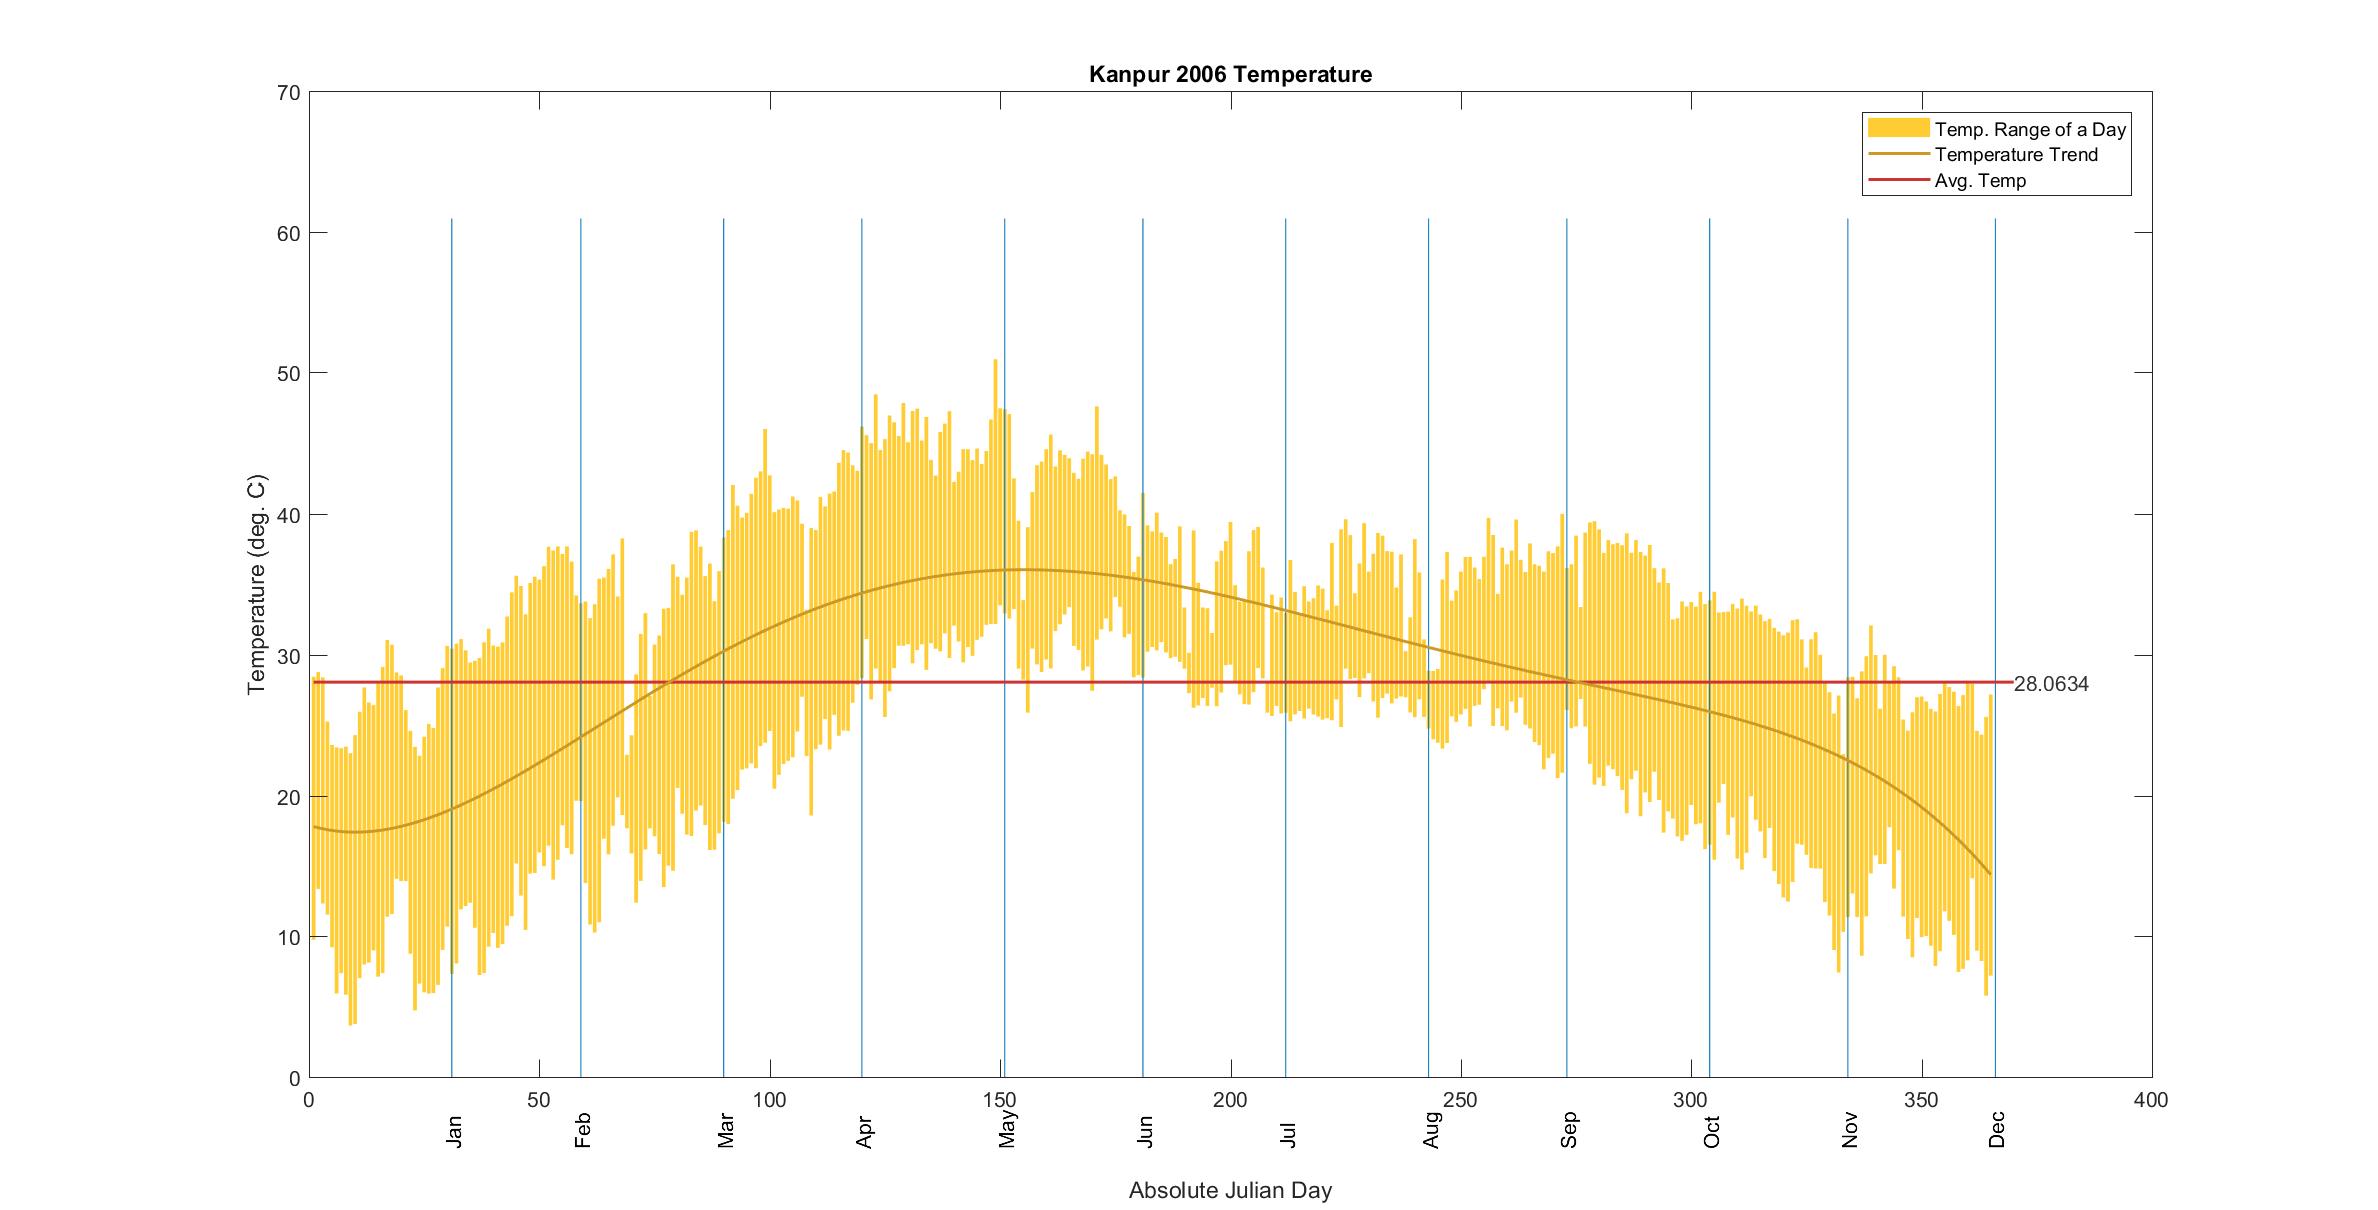 Kanpur 2006 Temperature
Temp. Range of a Day
Temperature Trend
Avg. Temp
Temperature (deg. C)
70
60
50
40
30
20
10
0
28.0634
0 50 100 150 200 250 300 350 400
Jan Feb Mar Apr May Jun Jul Aug Sep Oct Nov Dec
Absolute Julian Day